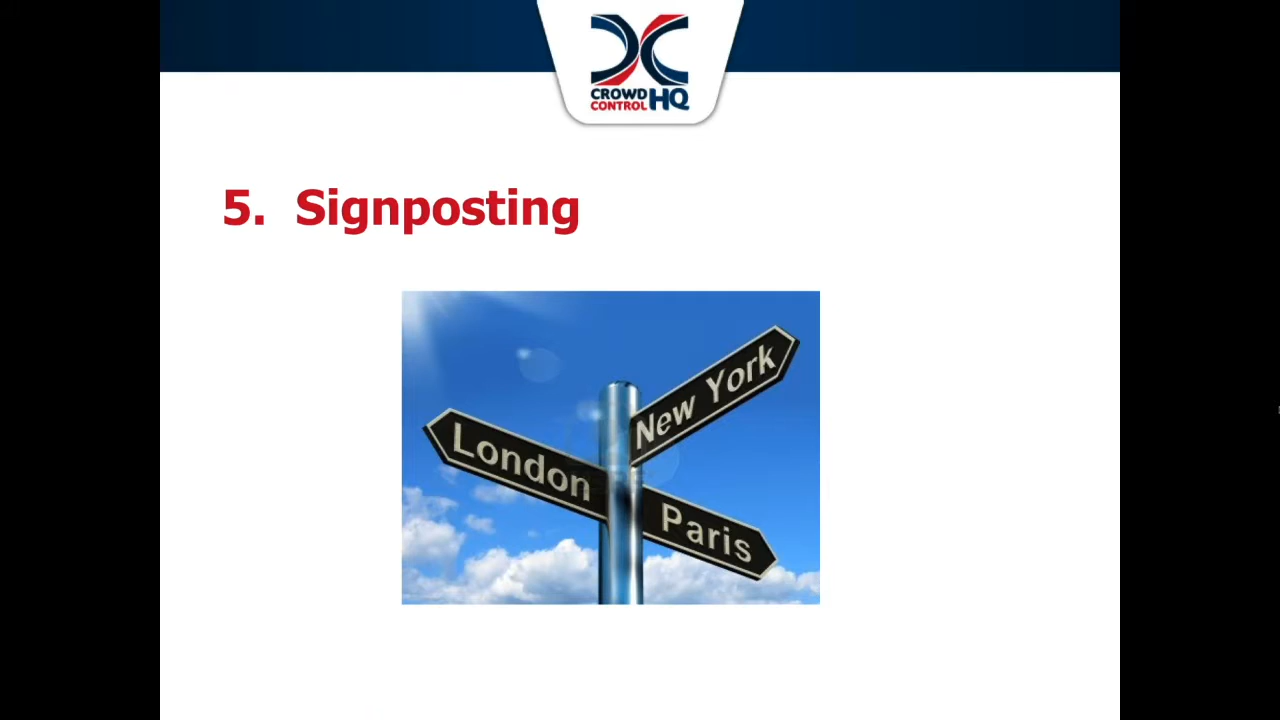 CROWD
CONTROL HQ
5. Signposting
New York
London
Paris